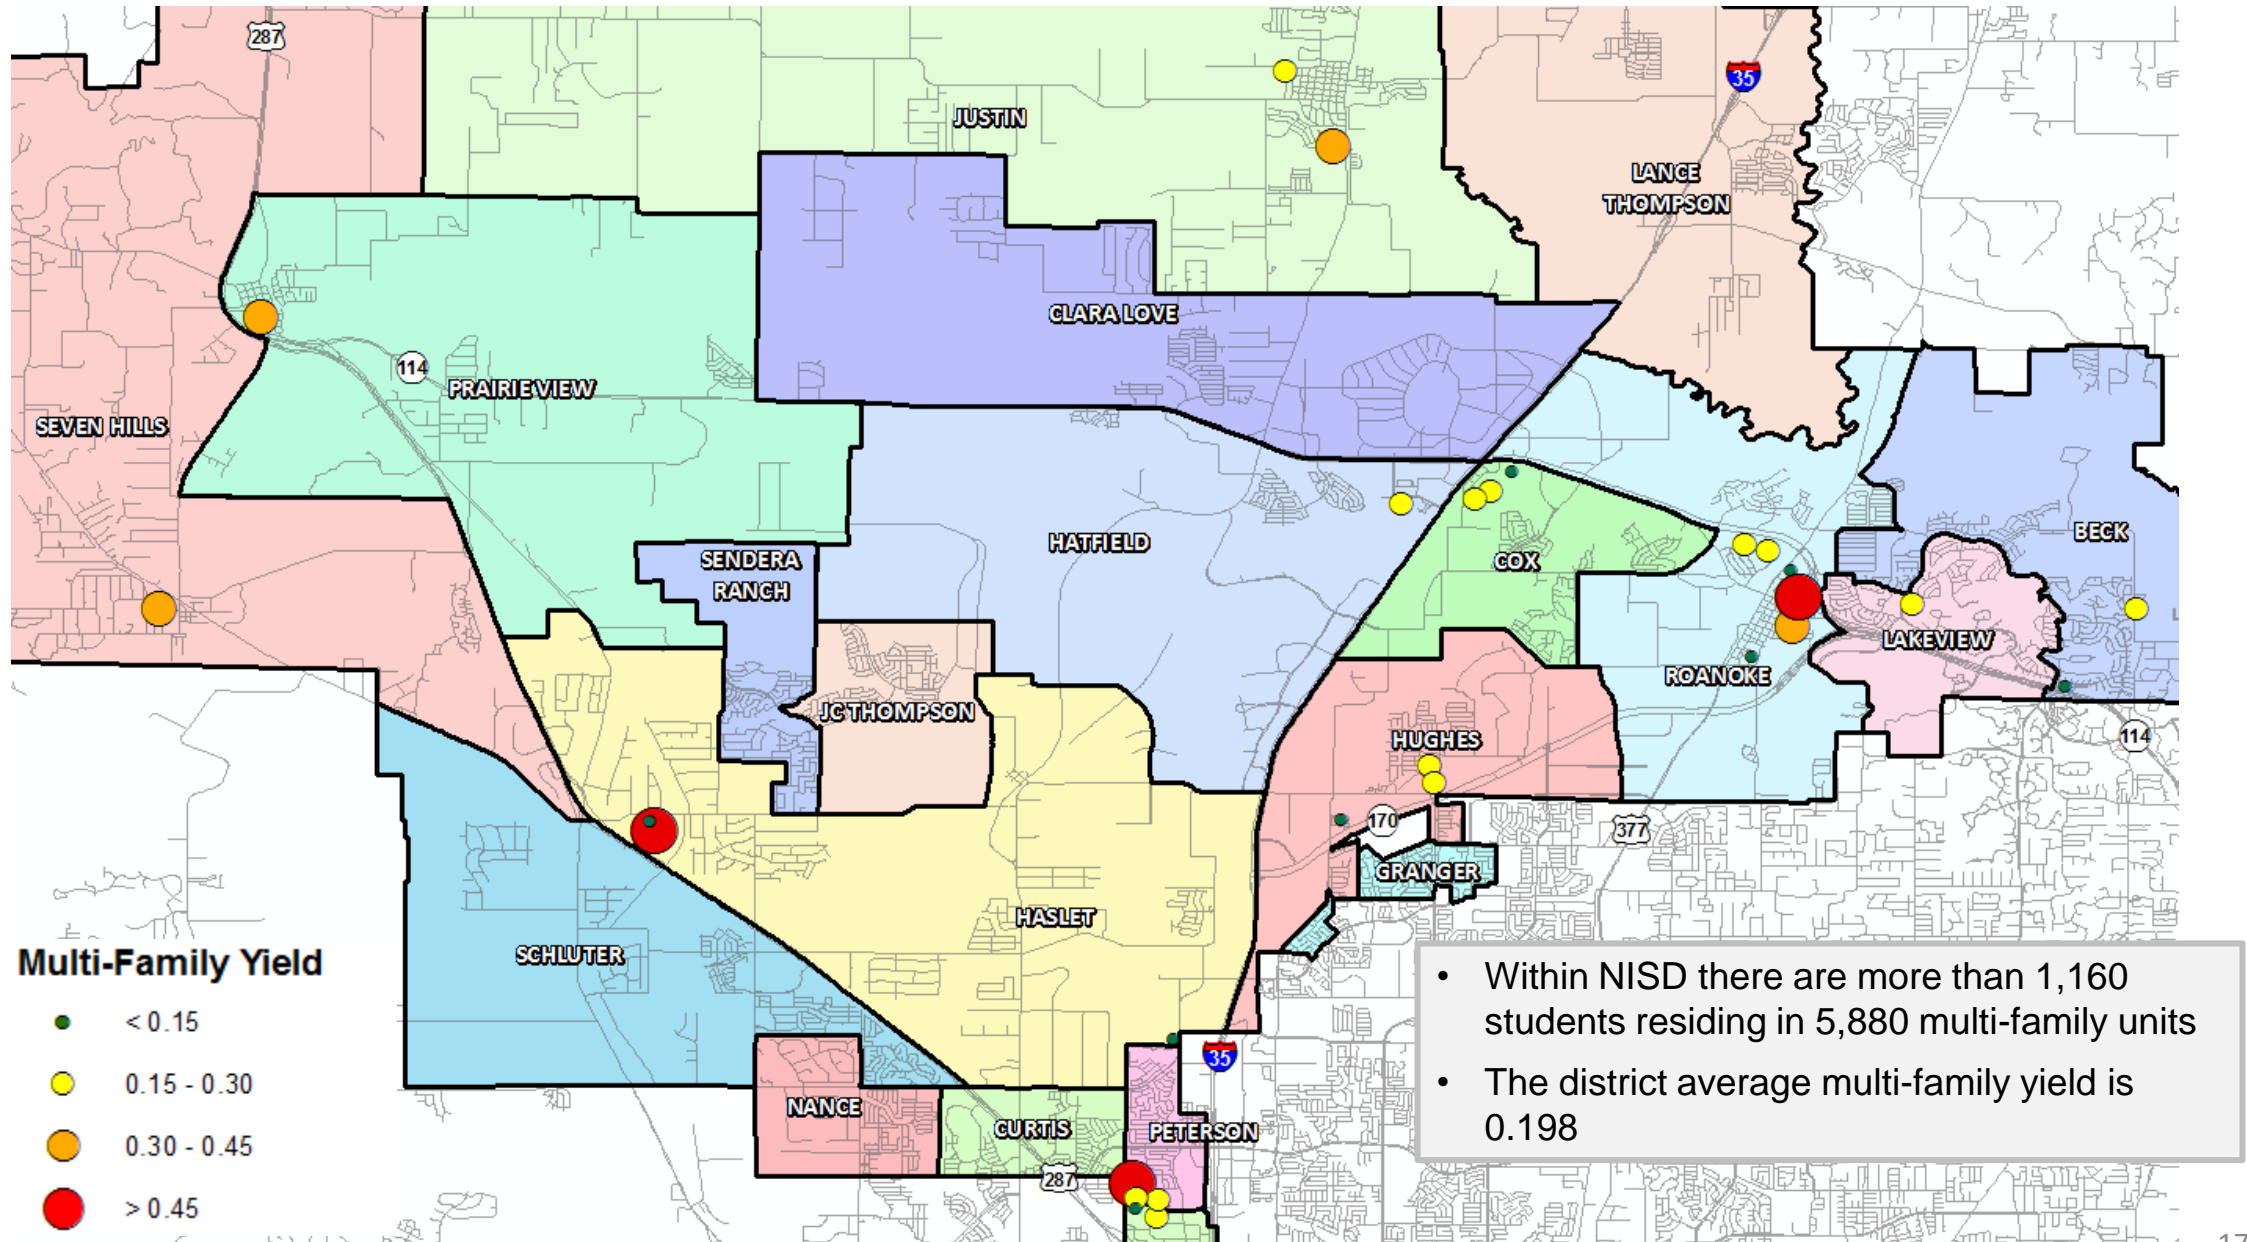 287
35
JUSTIN
LANCE
THOMPSON
CLARA LOVE
114
PRAIRIEVIEW
SEVEN HILLS
BECK
HATFIELD
SENDERA
RANCH
COX
LAKEVIEW
ROANOKE
JC THOMPSON
HUGHES
114
170
377
GRANGER
HASLET
SCHLUTER
35
NANCE
CURTIS
PETERSON
287
Multi-Family Yield
< 0.15
0.15 - 0.30
0.30 - 0.45
> 0.45
• Within NISD there are more than 1,160
students residing in 5,880 multi-family units
• The district average multi-family yield is
0.198
17